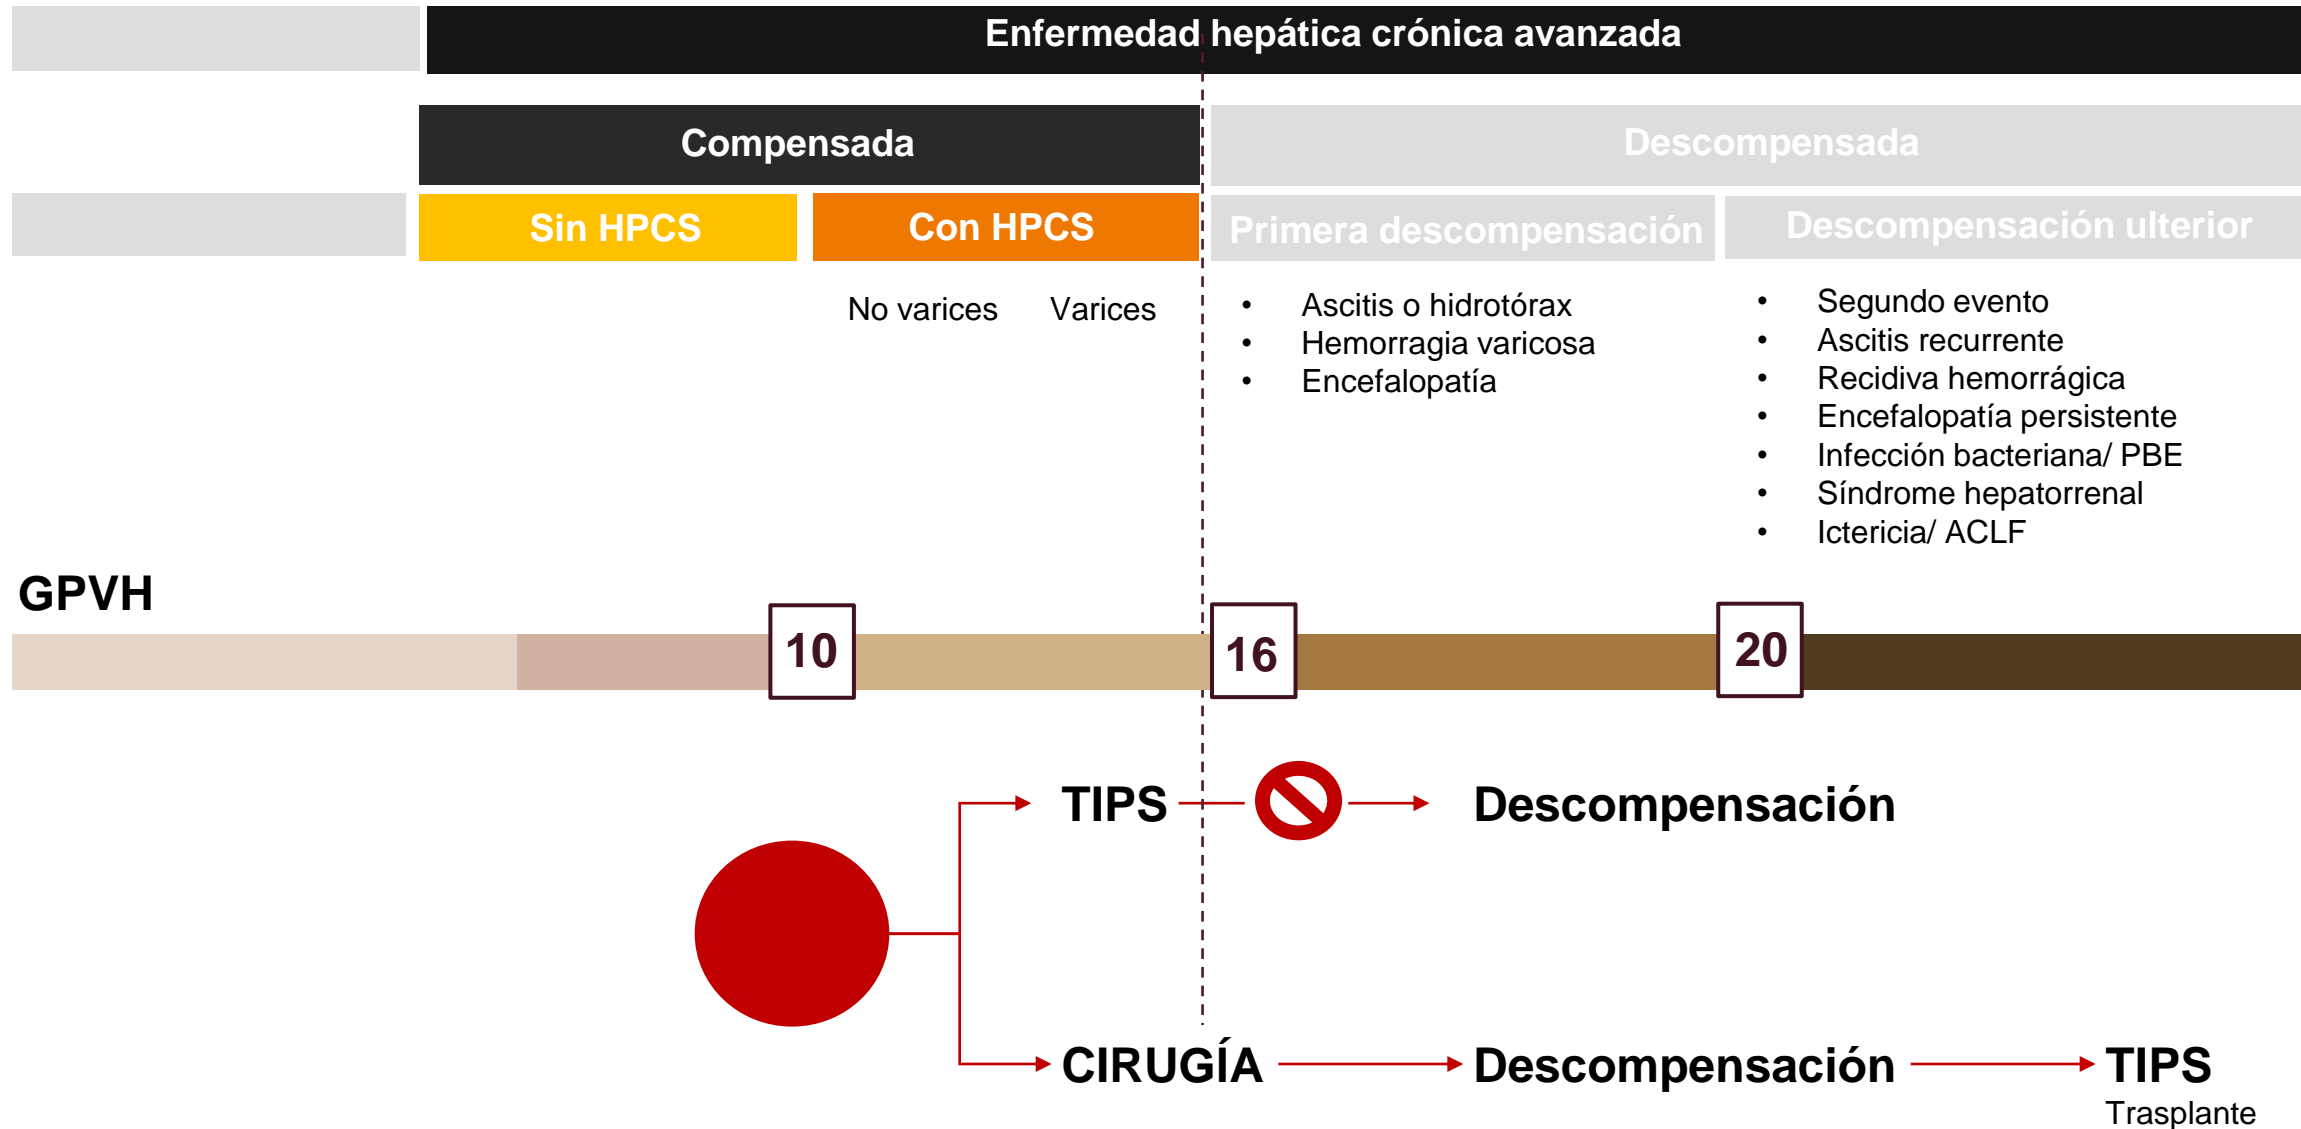 Enfermedad hepática crónica avanzada
Compensada
Descompensada
Sin HPCS
Con HPCS
Primera descompensación
Descompensación ulterior
No varices
Varices
• Ascitis o hidrotórax
• Hemorragia varicosa
• Encefalopatía
• Segundo evento
• Ascitis recurrente
• Recidiva hemorrágica
• Encefalopatía persistente
• Infección bacteriana/ PBE
• Síndrome hepatorrenal
• Ictericia/ ACLF
GPVH
10
16
20
TIPS
Descompensación
CIRUGÍA
Descompensación
TIPS
Trasplante